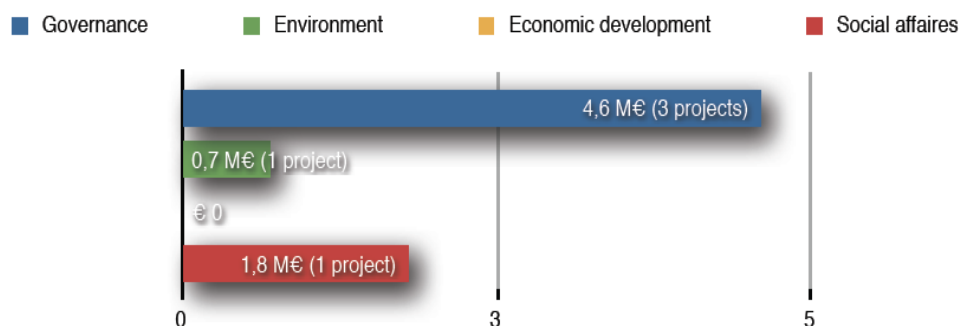 Governance Environment Economic development Social affaires
4,6 M€ (3 projects)
0,7 M€ (1 project)
€ 0
1,8 M€ (1 project)
0 3 5